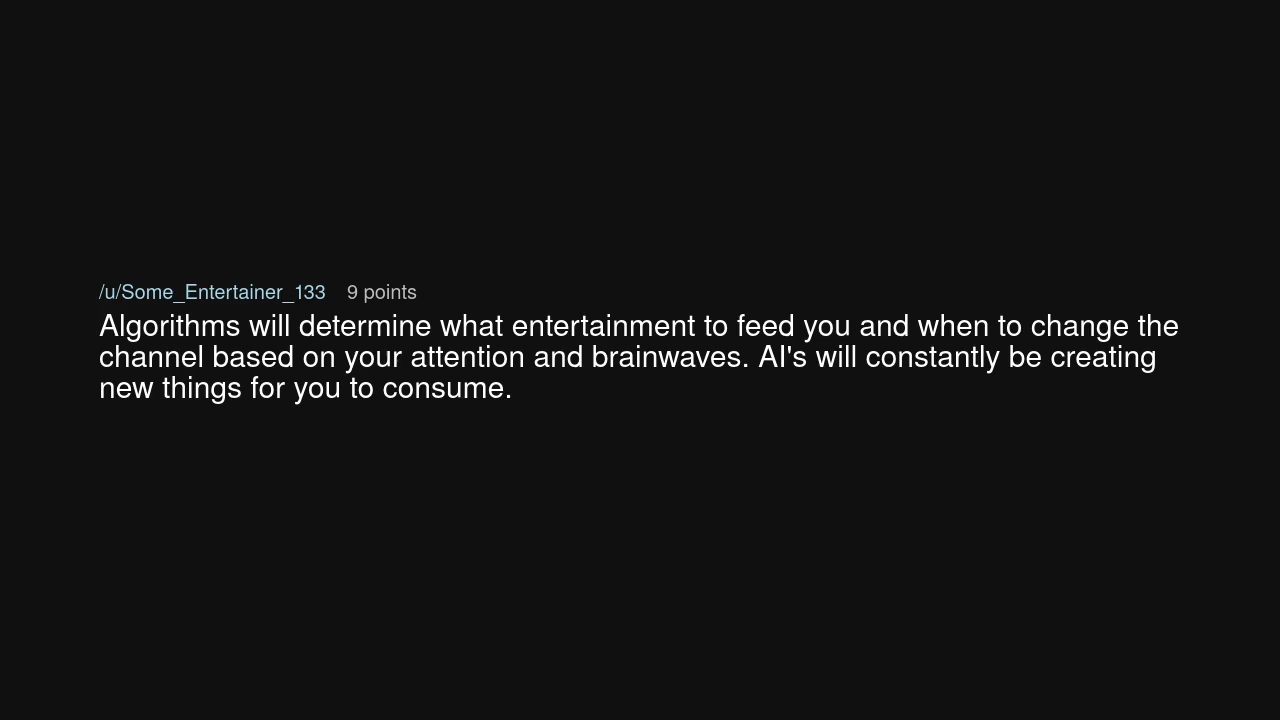 /u/Some_Entertainer_133 9 points
Algorithms will determine what entertainment to feed you and when to change the
channel based on your attention and brainwaves. AI's will constantly be creating
new things for you to consume.